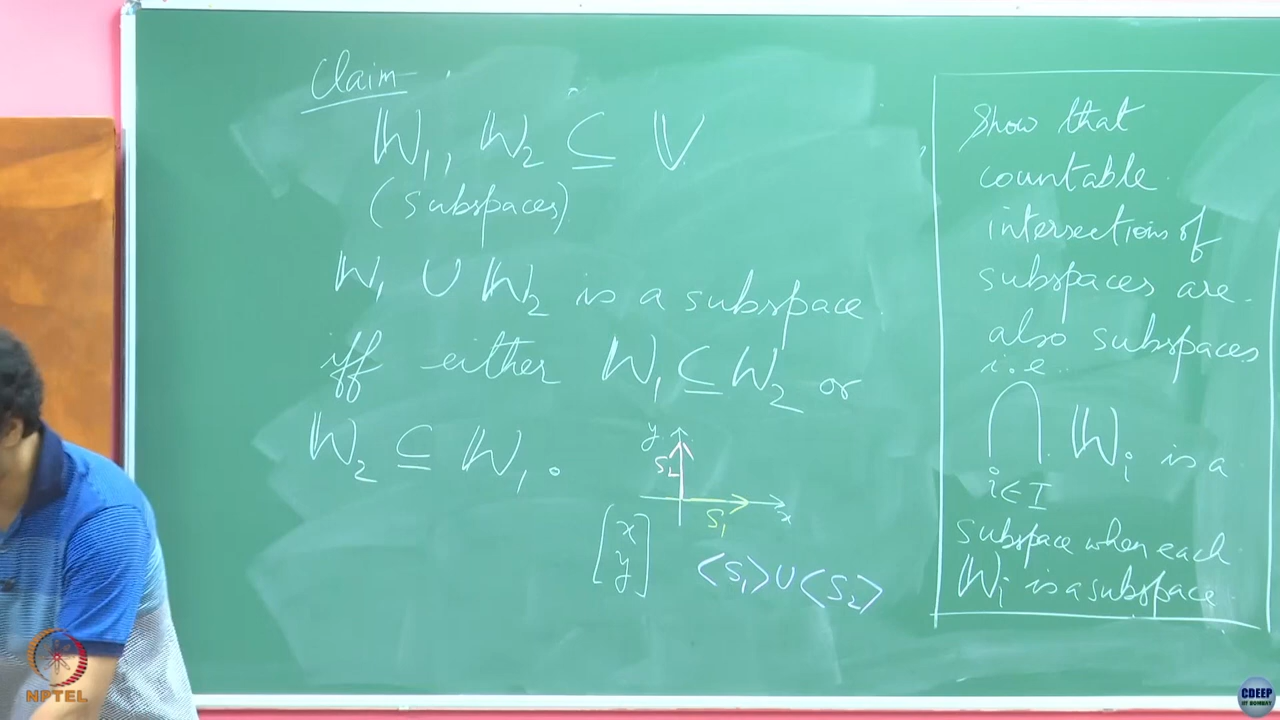 Claim
W₁, W₂ ⊆ V
(Subspaces)
W₁ ∪ W₂ is a subspace
iff either W₁ ⊆ W₂ or
W₂ ⊆ W₁.
y
S₂
x
S₁
[x
y]
<S₁> ∪ <S₂>
Show that
countable
intersections of
subspaces are
also subspaces
i.e.
⋂ Wᵢ is a
i∈I
subspace when each
Wᵢ is a subspace
NPTEL
CDEEP
IIT BOMBAY